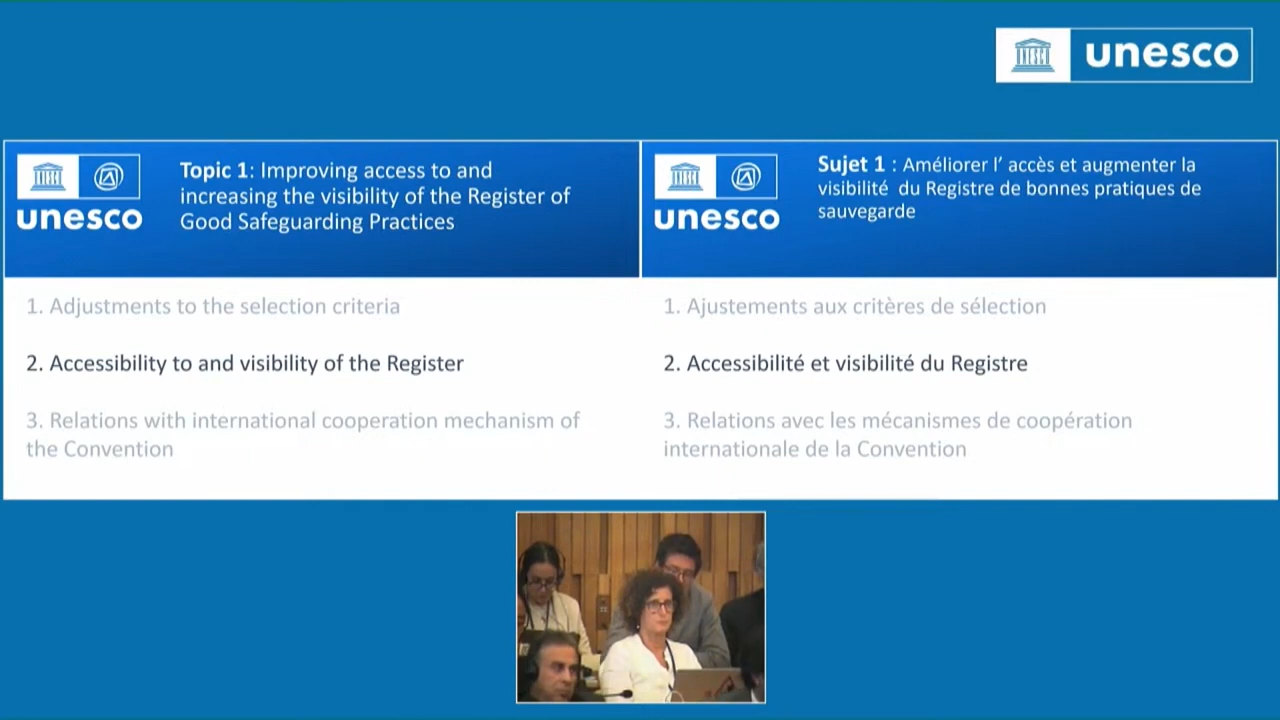 unesco
unesco
Topic 1: Improving access to and
increasing the visibility of the Register of
Good Safeguarding Practices
1. Adjustments to the selection criteria
2. Accessibility to and visibility of the Register
3. Relations with international cooperation mechanism of
the Convention
unesco
Sujet 1 : Améliorer l’ accès et augmenter la
visibilité  du Registre de bonnes pratiques de
sauvegarde
1. Ajustements aux critères de sélection
2. Accessibilité et visibilité du Registre
3. Relations avec les mécanismes de coopération
internationale de la Convention